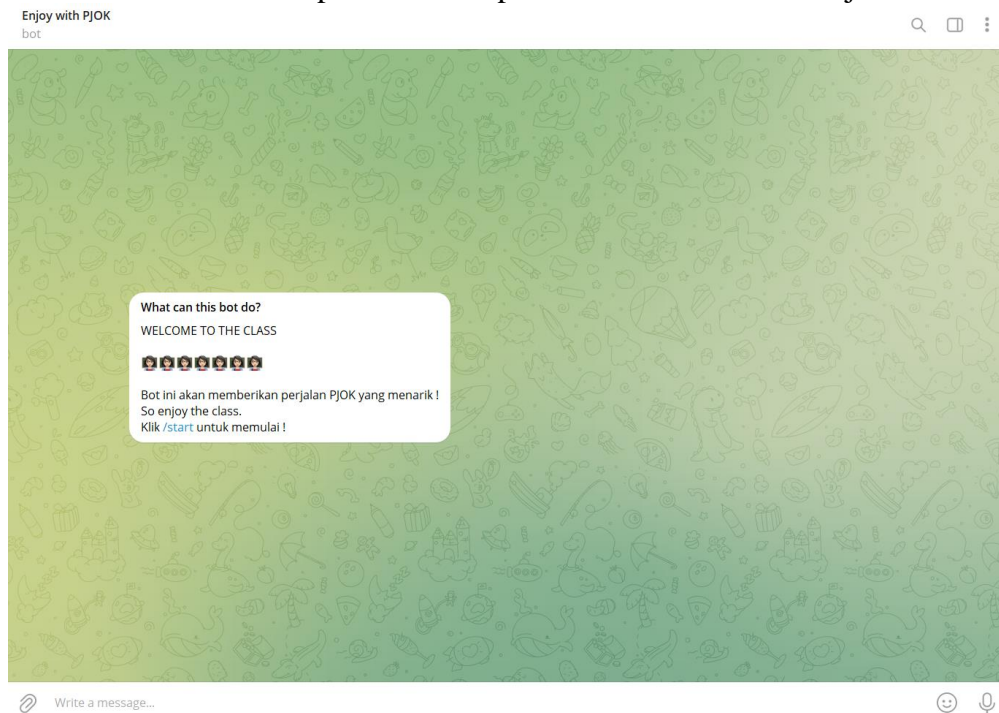 Enjoy with PJOK
bot
What can this bot do?
WELCOME TO THE CLASS
👩🏻‍🏫👩🏻‍🏫👩🏻‍🏫👩🏻‍🏫👩🏻‍🏫👩🏻‍🏫👩🏻‍🏫
Bot ini akan memberikan perjalan PJOK yang menarik !
So enjoy the class.
Klik /start untuk memulai !
Write a message...